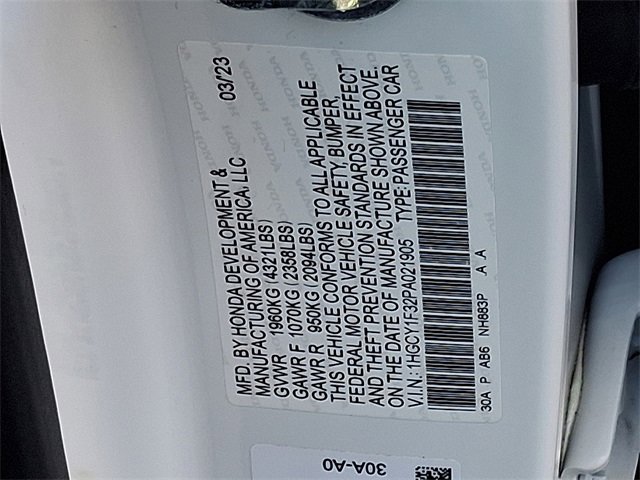 MFD. BY HONDA DEVELOPMENT & 03/23
MANUFACTURING OF AMERICA, LLC
GVWR 1960KG (4321LBS)
GAWR F 1070KG (2358LBS)
GAWR R 950KG (2094LBS)
THIS VEHICLE CONFORMS TO ALL APPLICABLE
FEDERAL MOTOR VEHICLE SAFETY, BUMPER,
AND THEFT PREVENTION STANDARDS IN EFFECT
ON THE DATE OF MANUFACTURE SHOWN ABOVE.
V.I.N.: 1HGCY1F32PA021905 TYPE: PASSENGER CAR
30A P AB6 NH883P A A
30A-A0